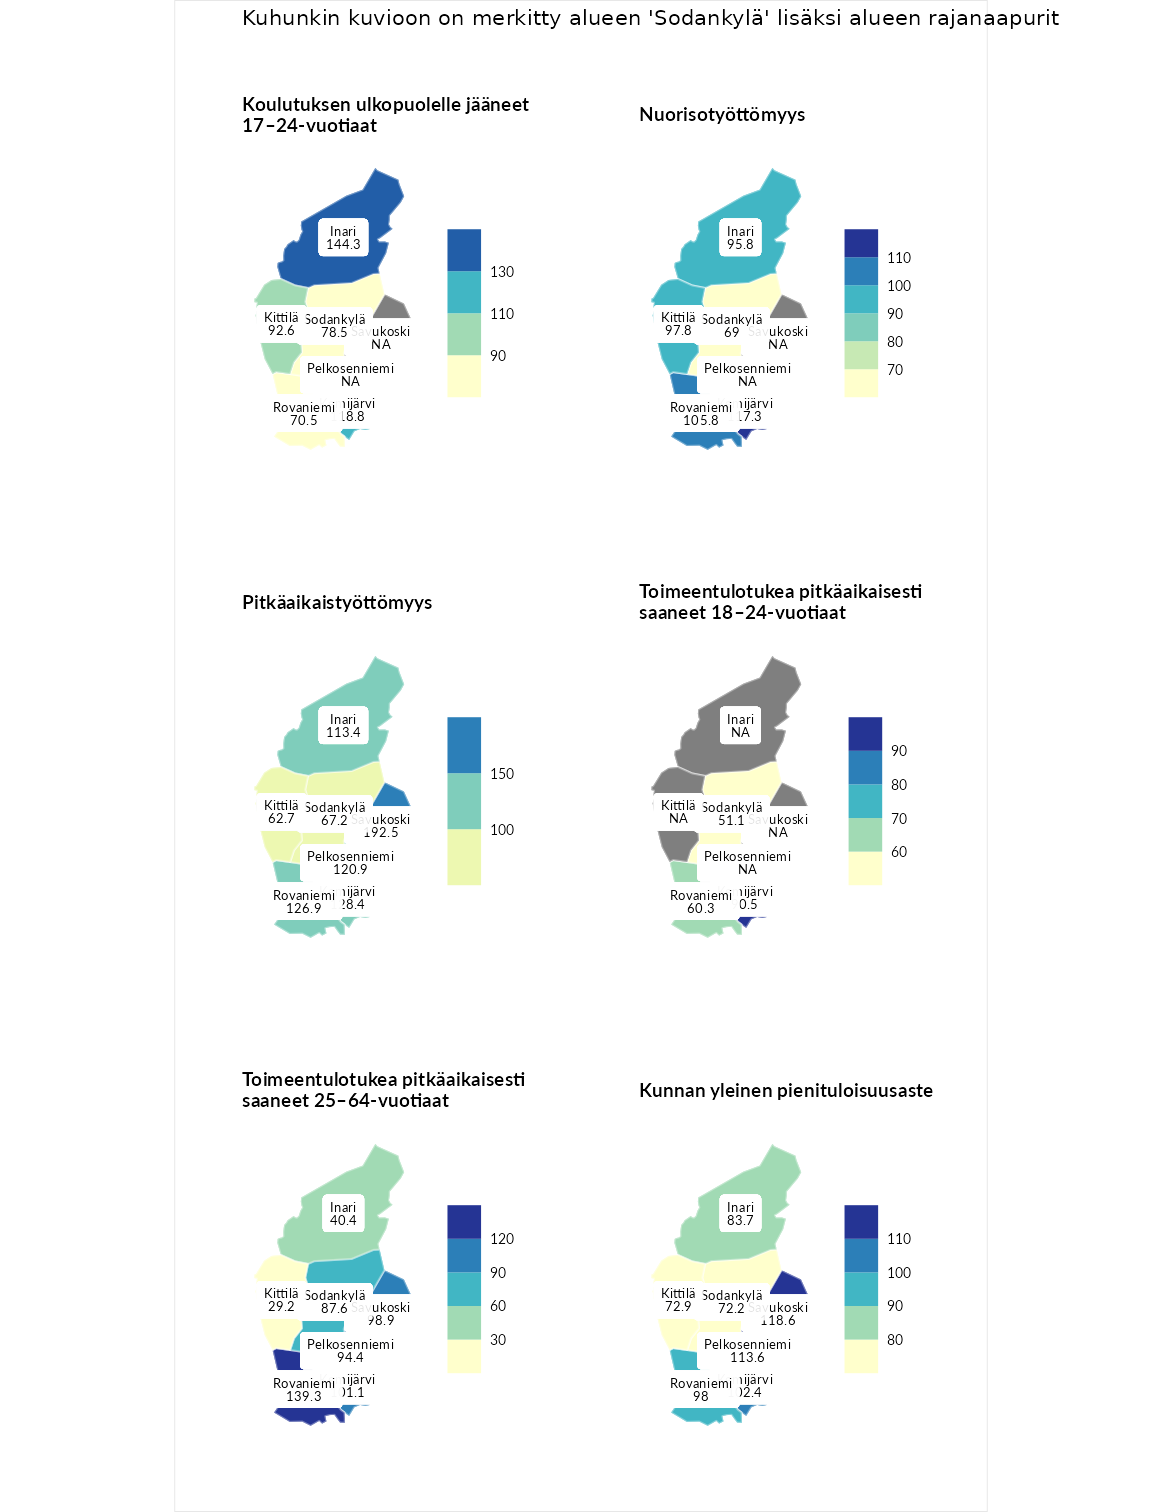 Kuhunkin kuvioon on merkitty alueen 'Sodankylä' lisäksi alueen rajanaapurit
Koulutuksen ulkopuolelle jääneet
17–24-vuotiaat
Inari
144.3
Kittilä
92.6
Sodankylä
78.5
NA
Pelkosenniemi
NA
Rovaniemi
70.5
130
110
90
Nuorisotyöttömyys
Inari
95.8
Kittilä
97.8
Sodankylä
69
NA
Pelkosenniemi
NA
Rovaniemi
105.8
110
100
90
80
70
Pitkäaikaistyöttömyys
Inari
113.4
Kittilä
62.7
Sodankylä
67.2
192.5
Pelkosenniemi
120.9
Rovaniemi
126.9
150
100
Toimeentulotukea pitkäaikaisesti
saaneet 18–24-vuotiaat
Inari
NA
Kittilä
NA
Sodankylä
51.1
NA
Pelkosenniemi
NA
Rovaniemi
60.3
90
80
70
60
Toimeentulotukea pitkäaikaisesti
saaneet 25–64-vuotiaat
Inari
40.4
Kittilä
29.2
Sodankylä
87.6
98.9
Pelkosenniemi
94.4
Rovaniemi
139.3
120
90
60
30
Kunnan yleinen pienituloisuusaste
Inari
83.7
Kittilä
72.9
Sodankylä
72.2
118.6
Pelkosenniemi
113.6
Rovaniemi
98
110
100
90
80